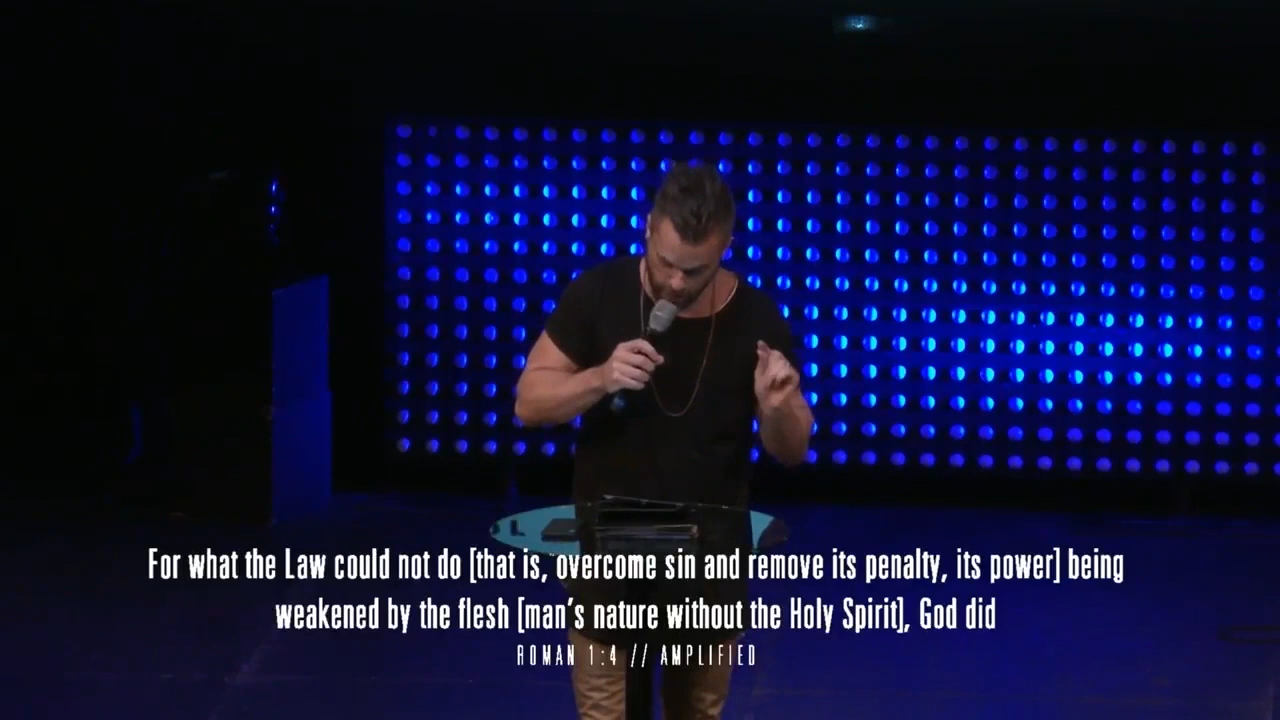 For what the Law could not do [that is, overcome sin and remove its penalty, its power] being
weakened by the flesh [man's nature without the Holy Spirit], God did
ROMAN 1:4 // AMPLIFIED